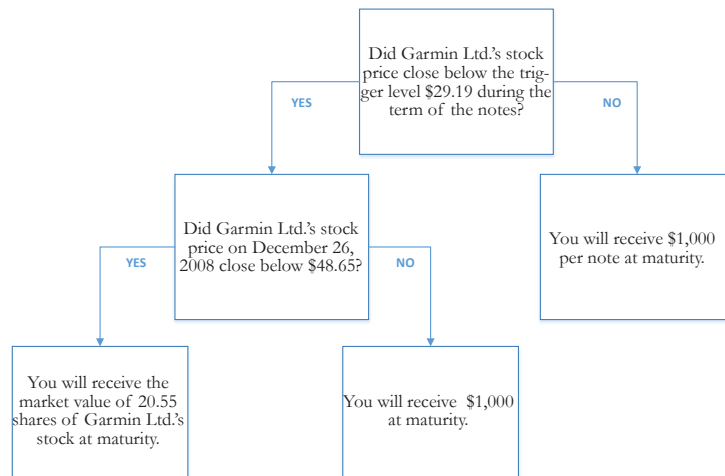 Did Garmin Ltd.'s stock
price close below the trig-
ger level $29.19 during the
term of the notes?
YES
NO
Did Garmin Ltd.'s stock
price on December 26,
2008 close below $48.65?
You will receive $1,000
per note at maturity.
YES
NO
You will receive the
market value of 20.55
shares of Garmin Ltd.'s
stock at maturity.
You will receive $1,000
at maturity.